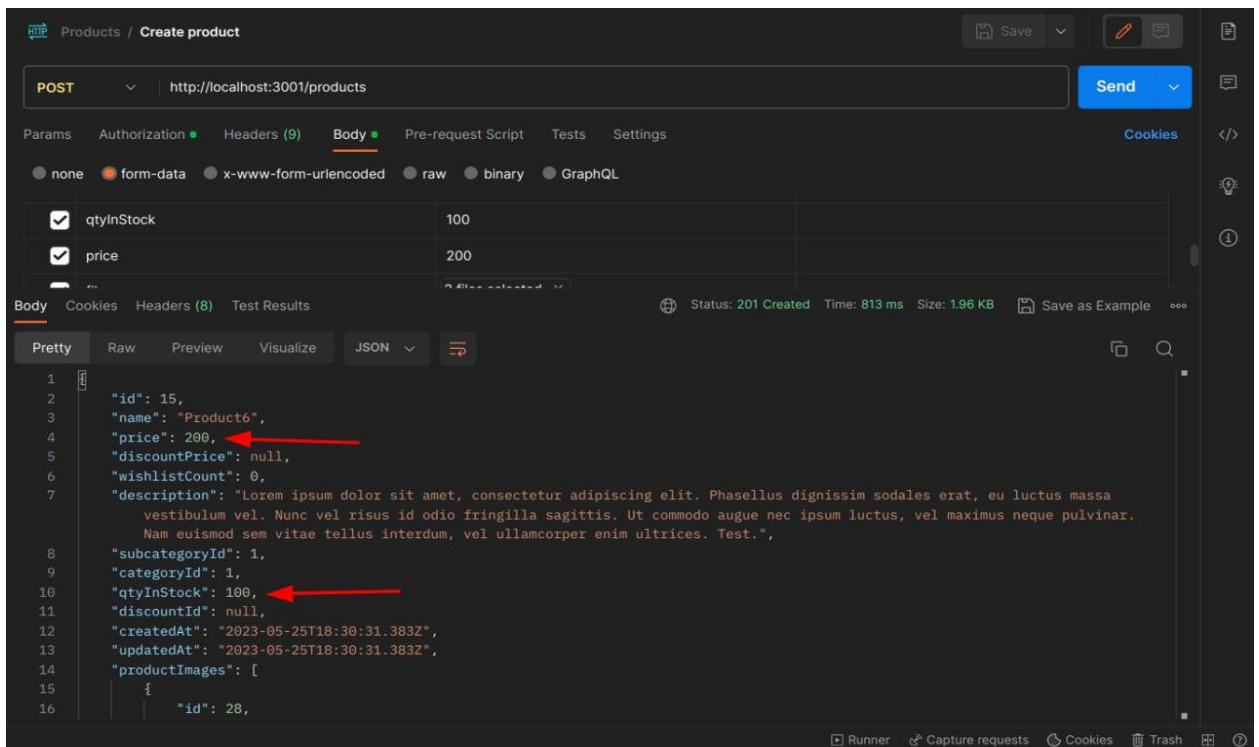 HTTP Products / Create product Save
POST http://localhost:3001/products Send
Params Authorization Headers (9) Body Pre-request Script Tests Settings Cookies
none form-data x-www-form-urlencoded raw binary GraphQL
qtyInStock 100
price 200
Body Cookies Headers (8) Test Results Status: 201 Created Time: 813 ms Size: 1.96 KB Save as Example
Pretty Raw Preview Visualize JSON
1 {
2 "id": 15,
3 "name": "Product6",
4 "price": 200,
5 "discountPrice": null,
6 "wishlistCount": 0,
7 "description": "Lorem ipsum dolor sit amet, consectetur adipiscing elit. Phasellus dignissim sodales erat, eu luctus massa
vestibulum vel. Nunc vel risus id odio fringilla sagittis. Ut commodo augue nec ipsum luctus, vel maximus neque pulvinar.
Nam euismod sem vitae tellus interdum, vel ullamcorper enim ultrices. Test.",
8 "subcategoryId": 1,
9 "categoryId": 1,
10 "qtyInStock": 100,
11 "discountId": null,
12 "createdAt": "2023-05-25T18:30:31.383Z",
13 "updatedAt": "2023-05-25T18:30:31.383Z",
14 "productImages": [
15 {
16 "id": 28,
Runner Capture requests Cookies Trash